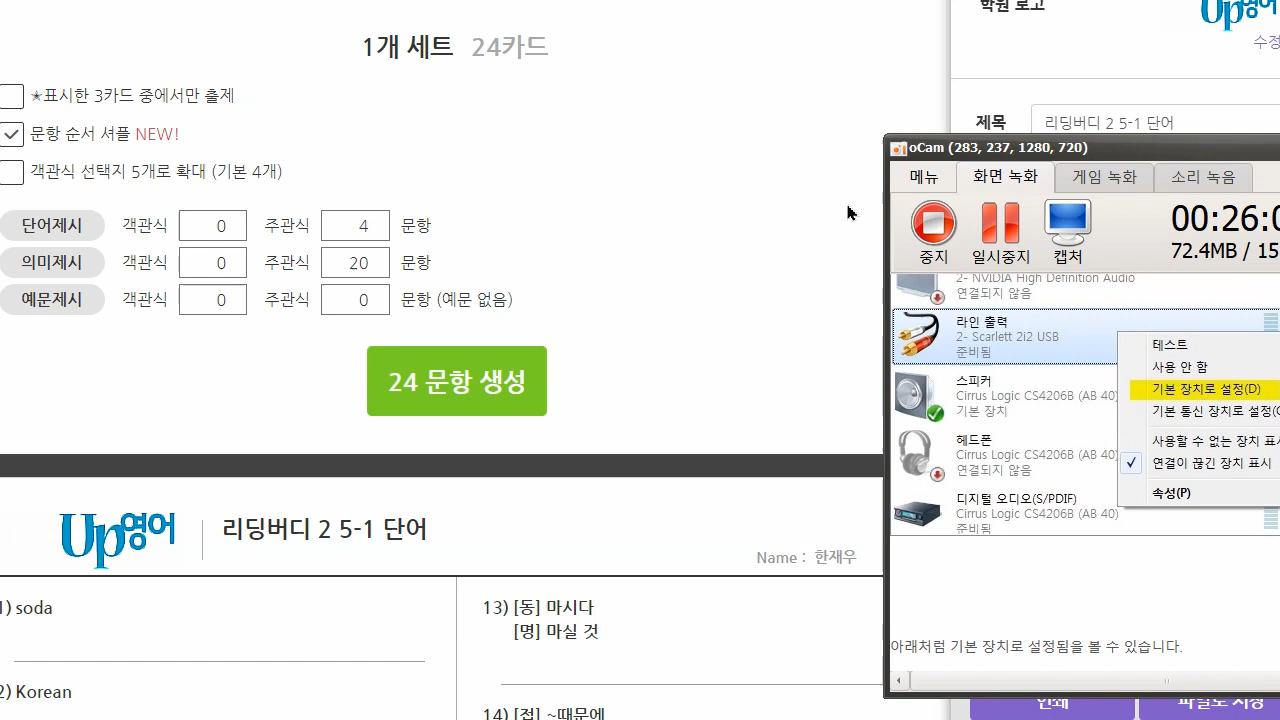 1개 세트 24카드
★표시한 3카드 중에서만 출제
문항 순서 셔플 NEW!
객관식 선택지 5개로 확대 (기본 4개)
단어제시 객관식 0 주관식 4 문항
의미제시 객관식 0 주관식 20 문항
예문제시 객관식 0 주관식 0 문항 (예문 없음)
24 문항 생성
Up영어 리딩버디 2 5-1 단어
Name : 한재우
1) soda
2) Korean
13) [동] 마시다
[명] 마실 것
14) [접] ~때문에
학원 로고
Up영어
수정
제목 리딩버디 2 5-1 단어
oCam (283, 237, 1280, 720)
메뉴 화면 녹화 게임 녹화 소리 녹음
중지 일시중지 캡처
00:26:0
72.4MB / 15
2- NVIDIA High Definition Audio
연결되지 않음
라인 출력
2- Scarlett 2i2 USB
준비됨
스피커
Cirrus Logic CS4206B (AB 40)
기본 장치
헤드폰
Cirrus Logic CS4206B (AB 40)
연결되지 않음
디지털 오디오(S/PDIF)
Cirrus Logic CS4206B (AB 40)
준비됨
테스트
사용 안 함
기본 장치로 설정(D)
기본 통신 장치로 설정(
사용할 수 없는 장치 표시
연결이 끊긴 장치 표시
속성(P)
아래처럼 기본 장치로 설정됨을 볼 수 있습니다.
인쇄 파일로 저장